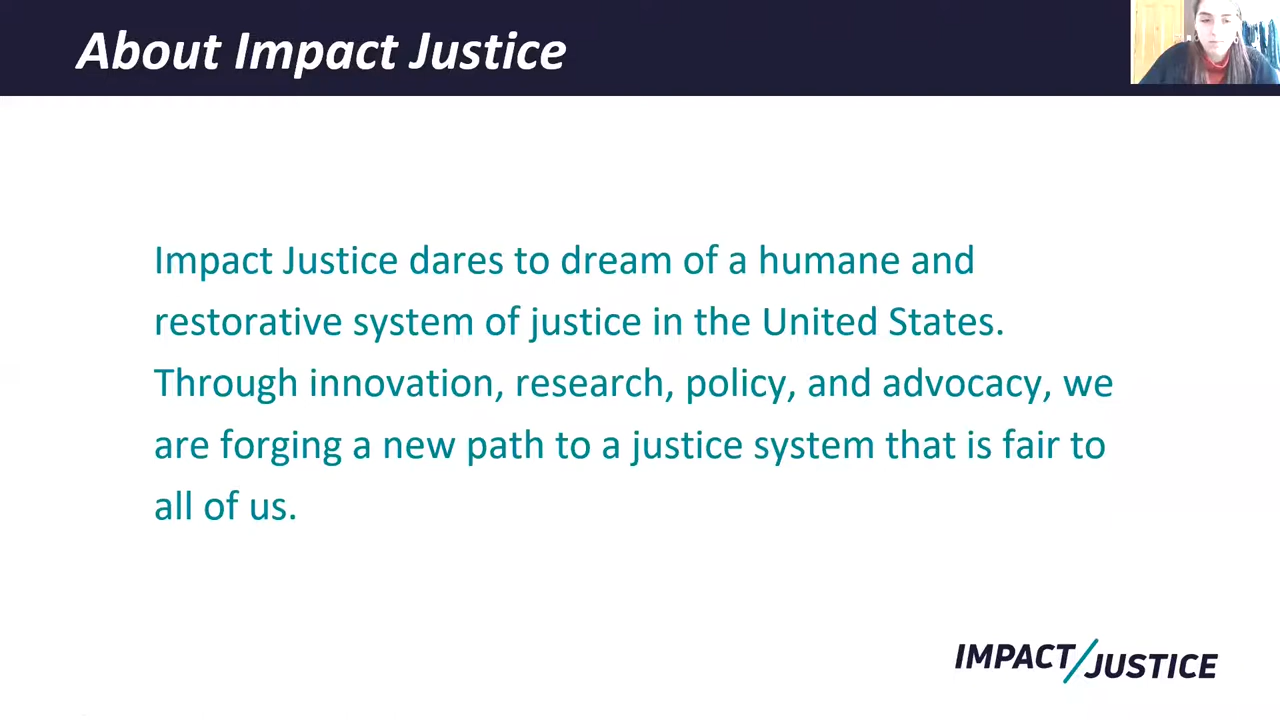 About Impact Justice
Impact Justice dares to dream of a humane and
restorative system of justice in the United States.
Through innovation, research, policy, and advocacy, we
are forging a new path to a justice system that is fair to
all of us.
IMPACT/JUSTICE